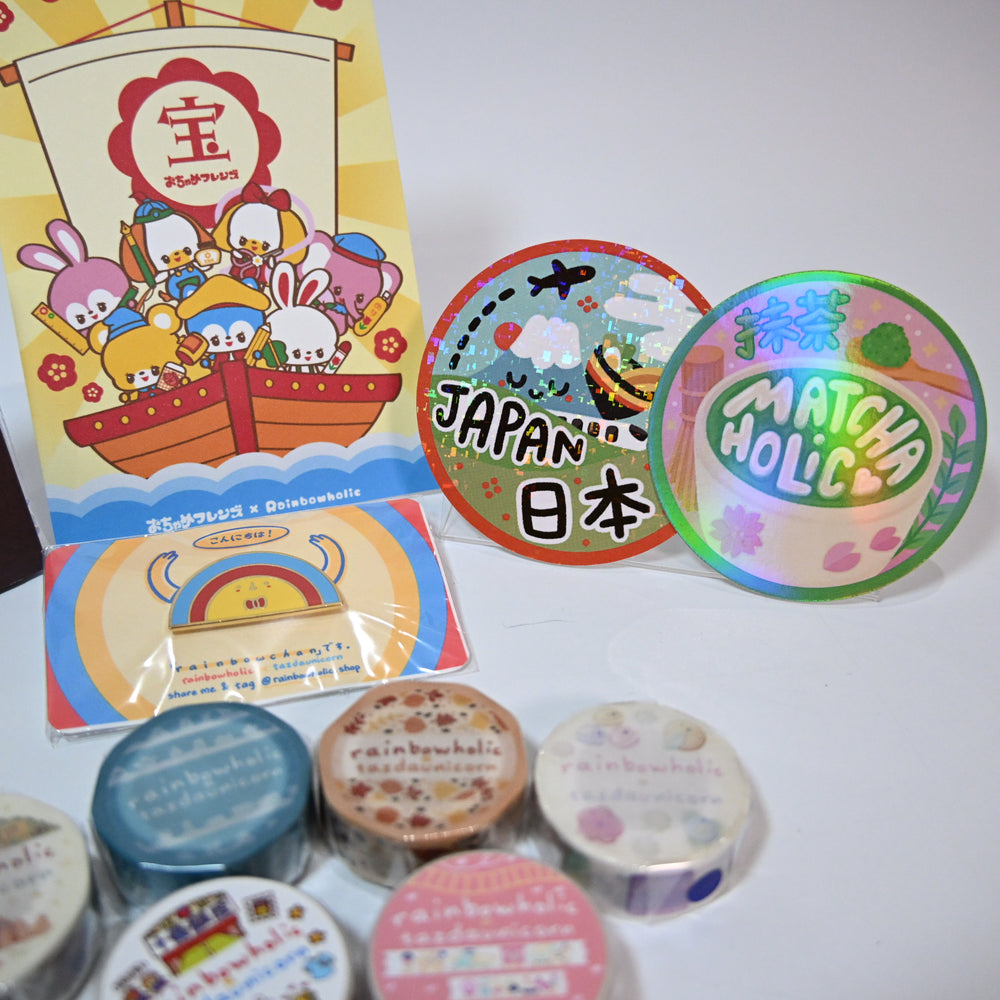 宝
おちゃめフレンズ
おちゃめフレンズ × Rainbowholic
こんにちは!
rainbowchanです。
rainbowholic × tazdaunicorn
share me & tag @rainbowholic.shop
JAPAN
日本
抹茶
MATCHA
HOLIC
rainbowholic
tazdaunicorn
rainbowholic
× tazdaunicorn
rainbowholic
× tazdaunicorn
rainbowholic
× tazdaunicorn
rainbowholic
tazdaunicorn